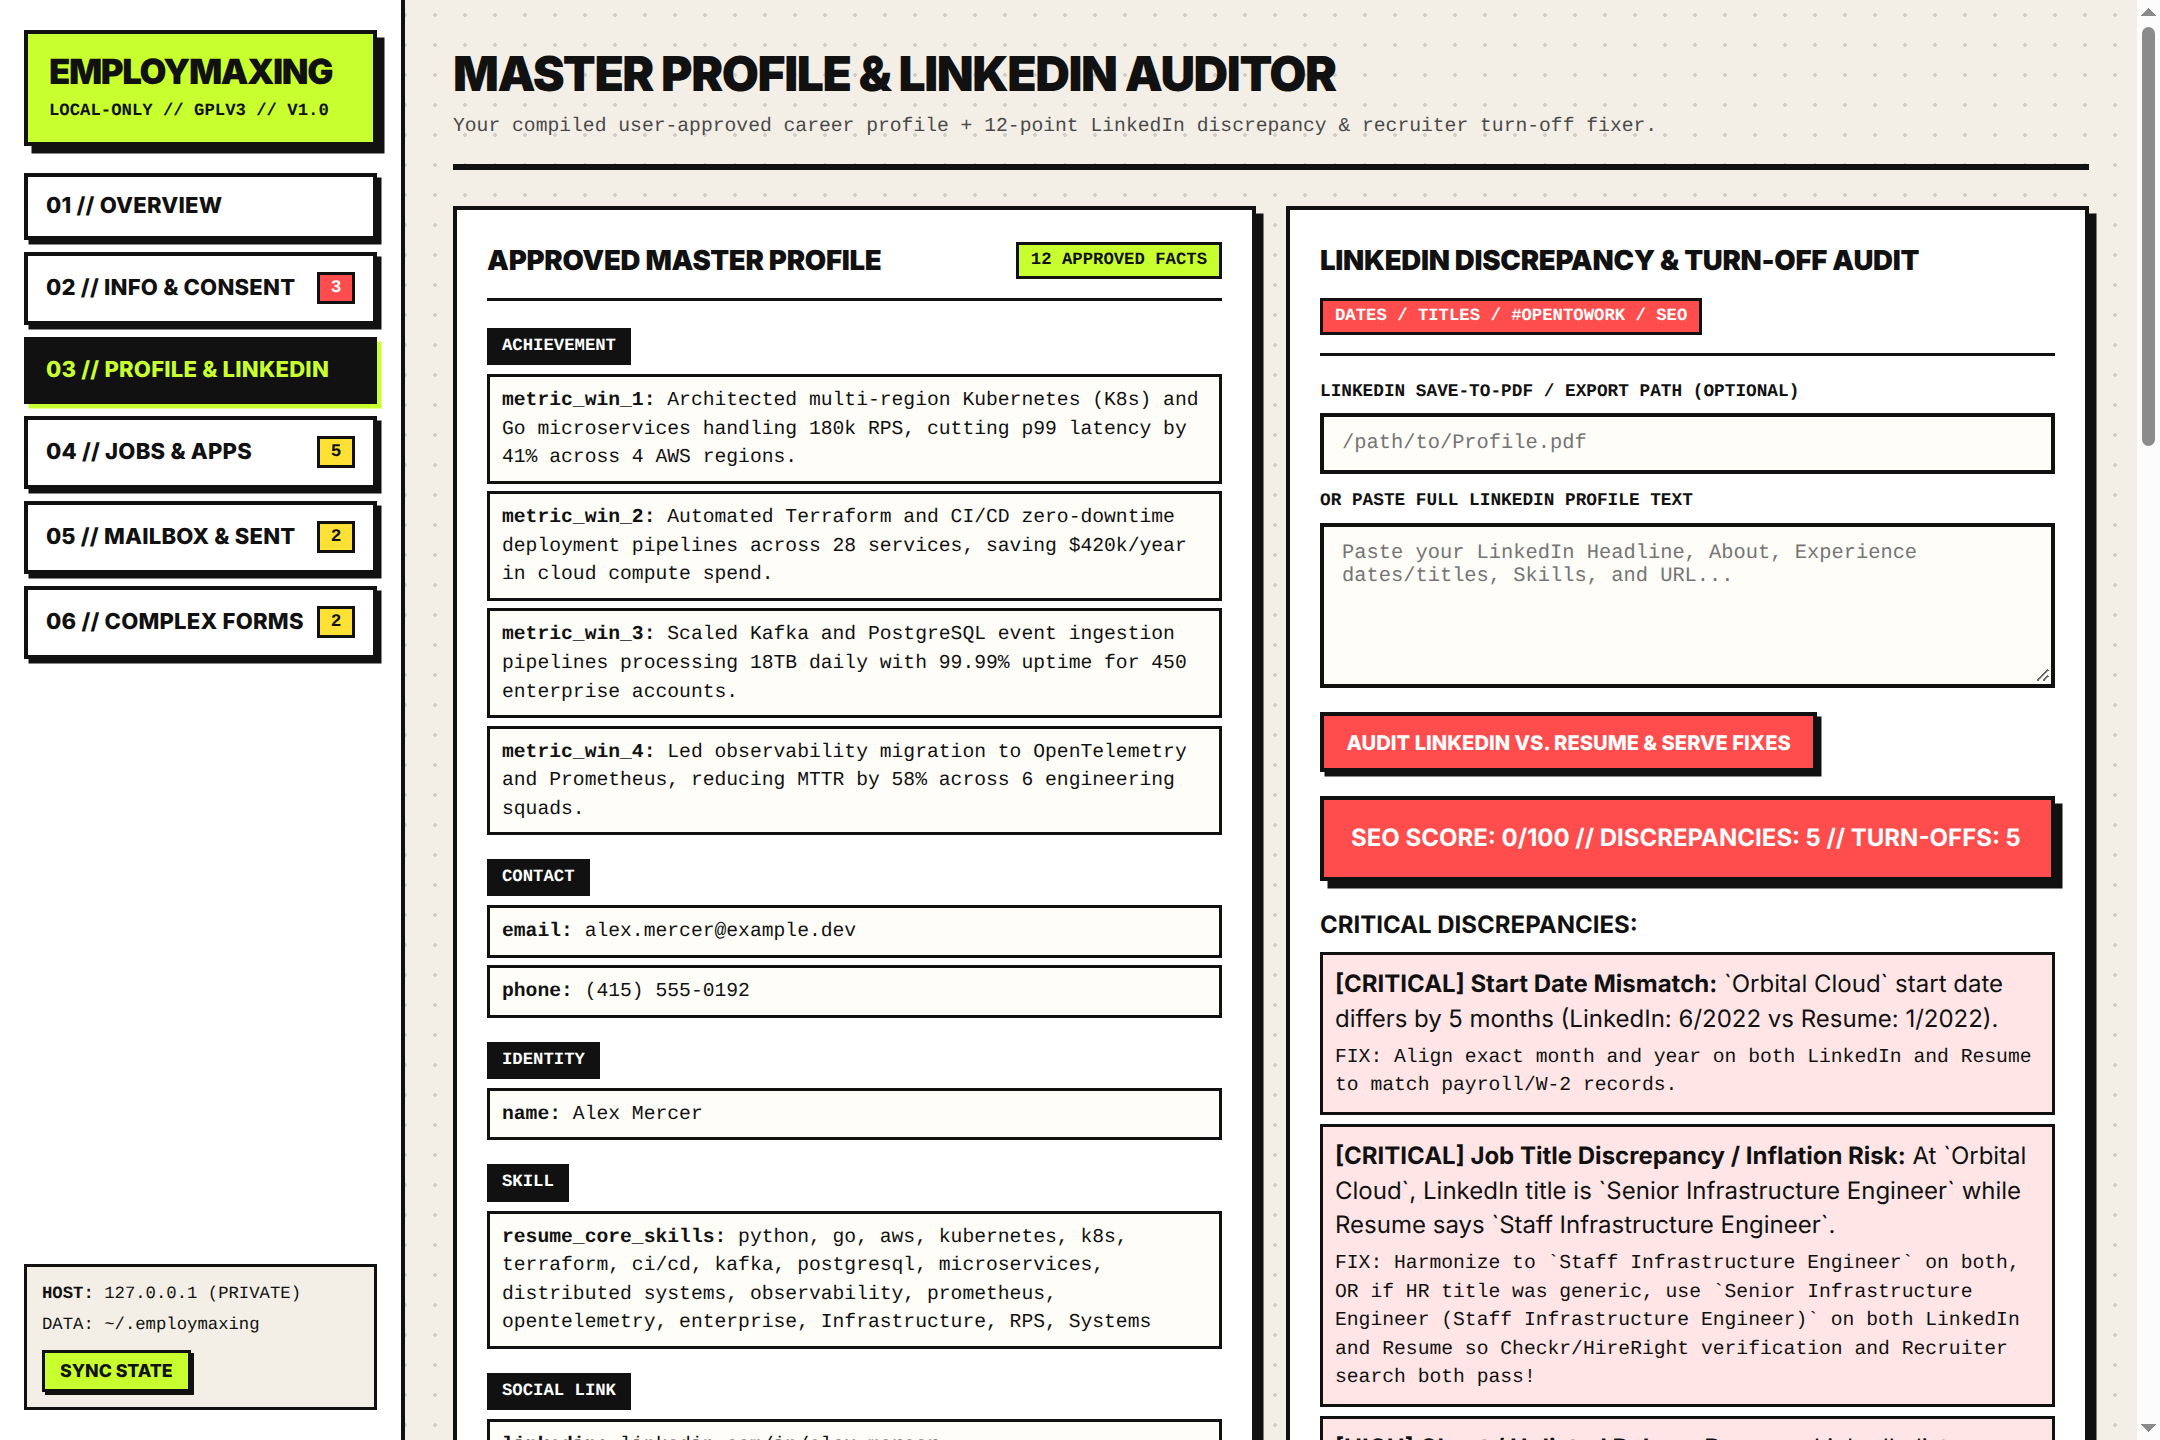 EMPLOYMAXING
LOCAL-ONLY // GPLV3 // V1.0
01 // OVERVIEW
02 // INFO & CONSENT 3
03 // PROFILE & LINKEDIN
04 // JOBS & APPS 5
05 // MAILBOX & SENT 2
06 // COMPLEX FORMS 2
HOST: 127.0.0.1 (PRIVATE)
DATA: ~/.employmaxing
SYNC STATE
MASTER PROFILE & LINKEDIN AUDITOR
Your compiled user-approved career profile + 12-point LinkedIn discrepancy & recruiter turn-off fixer.
APPROVED MASTER PROFILE
12 APPROVED FACTS
ACHIEVEMENT
metric_win_1: Architected multi-region Kubernetes (K8s) and
Go microservices handling 180k RPS, cutting p99 latency by
41% across 4 AWS regions.
metric_win_2: Automated Terraform and CI/CD zero-downtime
deployment pipelines across 28 services, saving $420k/year
in cloud compute spend.
metric_win_3: Scaled Kafka and PostgreSQL event ingestion
pipelines processing 18TB daily with 99.99% uptime for 450
enterprise accounts.
metric_win_4: Led observability migration to OpenTelemetry
and Prometheus, reducing MTTR by 58% across 6 engineering
squads.
CONTACT
email: alex.mercer@example.dev
phone: (415) 555-0192
IDENTITY
name: Alex Mercer
SKILL
resume_core_skills: python, go, aws, kubernetes, k8s,
terraform, ci/cd, kafka, postgresql, microservices,
distributed systems, observability, prometheus,
opentelemetry, enterprise, Infrastructure, RPS, Systems
SOCIAL LINK
LINKEDIN DISCREPANCY & TURN-OFF AUDIT
DATES / TITLES / #OPENTOWORK / SEO
LINKEDIN SAVE-TO-PDF / EXPORT PATH (OPTIONAL)
/path/to/Profile.pdf
OR PASTE FULL LINKEDIN PROFILE TEXT
Paste your LinkedIn Headline, About, Experience
dates/titles, Skills, and URL...
AUDIT LINKEDIN VS. RESUME & SERVE FIXES
SEO SCORE: 0/100 // DISCREPANCIES: 5 // TURN-OFFS: 5
CRITICAL DISCREPANCIES:
[CRITICAL] Start Date Mismatch: `Orbital Cloud` start date
differs by 5 months (LinkedIn: 6/2022 vs Resume: 1/2022).
FIX: Align exact month and year on both LinkedIn and Resume
to match payroll/W-2 records.
[CRITICAL] Job Title Discrepancy / Inflation Risk: At `Orbital
Cloud`, LinkedIn title is `Senior Infrastructure Engineer` while
Resume says `Staff Infrastructure Engineer`.
FIX: Harmonize to `Staff Infrastructure Engineer` on both,
OR if HR title was generic, use `Senior Infrastructure
Engineer (Staff Infrastructure Engineer)` on both LinkedIn
and Resume so Checkr/HireRight verification and Recruiter
search both pass!